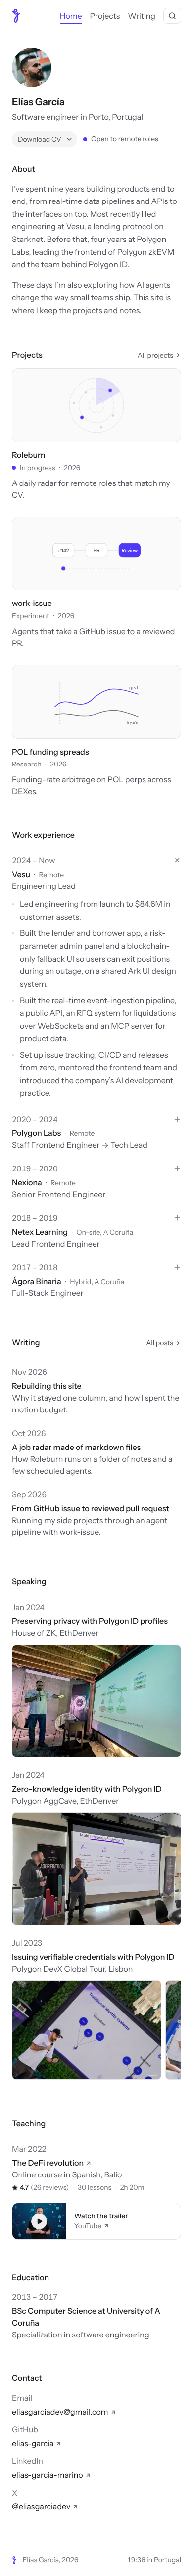 Home Projects Writing
Elías García
Software engineer in Porto, Portugal
Download CV
Open to remote roles
About
I've spent nine years building products end to end, from real-time data pipelines and APIs to the interfaces on top. Most recently I led engineering at Vesu, a lending protocol on Starknet. Before that, four years at Polygon Labs, leading the frontend of Polygon zkEVM and the team behind Polygon ID.
These days I'm also exploring how AI agents change the way small teams ship. This site is where I keep the projects and notes.
Projects
All projects
Roleburn
In progress · 2026
A daily radar for remote roles that match my CV.
#142
PR
Review
work-issue
Experiment · 2026
Agents that take a GitHub issue to a reviewed PR.
grvt
ApeX
POL funding spreads
Research · 2026
Funding-rate arbitrage on POL perps across DEXes.
Work experience
2024 – Now
Vesu · Remote
Engineering Lead
Led engineering from launch to $84.6M in customer assets.
Built the lender and borrower app, a risk-parameter admin panel and a blockchain-only fallback UI so users can exit positions during an outage, on a shared Ark UI design system.
Built the real-time event-ingestion pipeline, a public API, an RFQ system for liquidations over WebSockets and an MCP server for product data.
Set up issue tracking, CI/CD and releases from zero, mentored the frontend team and introduced the company's AI development practice.
2020 – 2024
Polygon Labs · Remote
Staff Frontend Engineer → Tech Lead
2019 – 2020
Nexiona · Remote
Senior Frontend Engineer
2018 – 2019
Netex Learning · On-site, A Coruña
Lead Frontend Engineer
2017 – 2018
Ágora Binaria · Hybrid, A Coruña
Full-Stack Engineer
Writing
All posts
Nov 2026
Rebuilding this site
Why it stayed one column, and how I spent the motion budget.
Oct 2026
A job radar made of markdown files
How Roleburn runs on a folder of notes and a few scheduled agents.
Sep 2026
From GitHub issue to reviewed pull request
Running my side projects through an agent pipeline with work-issue.
Speaking
Jan 2024
Preserving privacy with Polygon ID profiles
House of ZK, EthDenver
Jan 2024
Zero-knowledge identity with Polygon ID
Polygon AggCave, EthDenver
Jul 2023
Issuing verifiable credentials with Polygon ID
Polygon DevX Global Tour, Lisbon
Teaching
Mar 2022
The DeFi revolution ↗
Online course in Spanish, Balio
★ 4.7 (26 reviews) · 30 lessons · 2h 20m
Watch the trailer
YouTube ↗
Education
2013 – 2017
BSc Computer Science at University of A Coruña
Specialization in software engineering
Contact
Email
eliasgarciadev@gmail.com ↗
GitHub
elias-garcia ↗
LinkedIn
elias-garcia-marino ↗
X
@eliasgarciadev ↗
Elías García, 2026
19:36 in Portugal